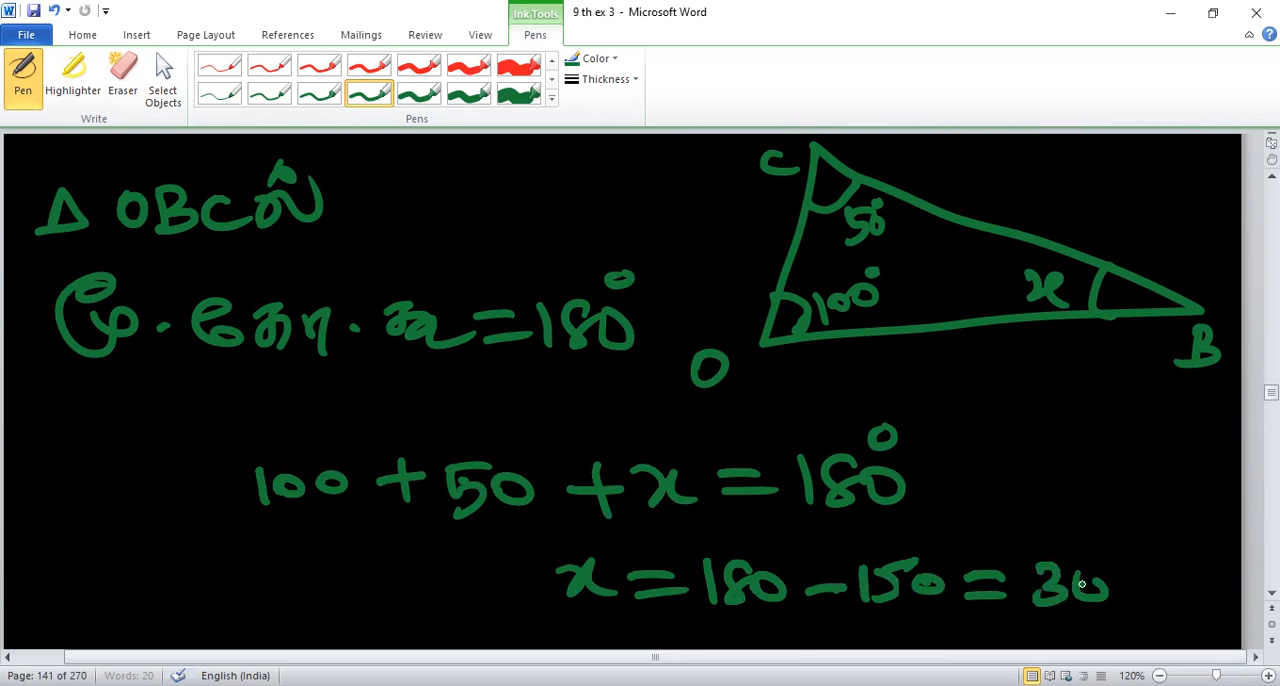 9 th ex 3 - Microsoft Word
Ink Tools
File Home Insert Page Layout References Mailings Review View Pens
Pen Highlighter Eraser Select Objects
Color
Thickness
Write Pens
Δ OBC ல்
C
50°
= 180°
100° x
O B
100 + 50 + x = 180°
x = 180 - 150 = 30
Page: 141 of 270 Words: 20 English (India) 120%